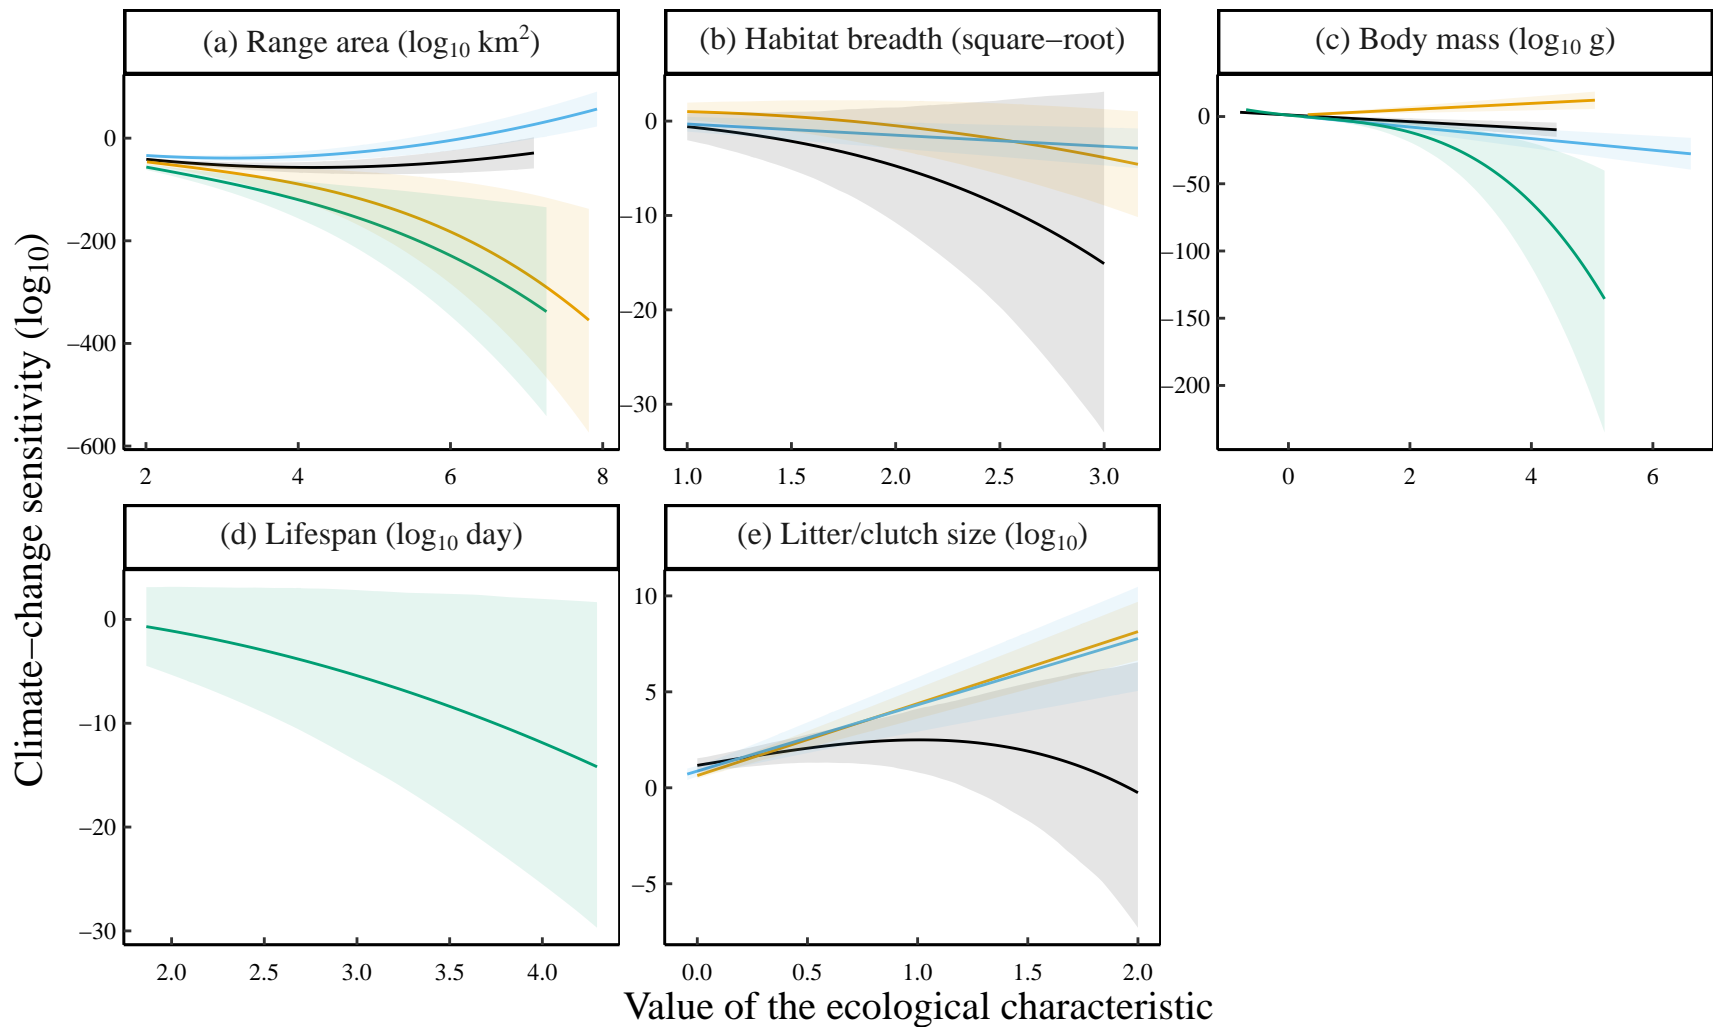 (a) Range area (log₁₀ km²)
(b) Habitat breadth (square−root)
(c) Body mass (log₁₀ g)
0
−200
−400
−600
2 4 6 8
0
−10
−20
−30
1.0 1.5 2.0 2.5 3.0
0
−50
−100
−150
−200
0 2 4 6
Climate−change sensitivity (log₁₀)
(d) Lifespan (log₁₀ day)
(e) Litter/clutch size (log₁₀)
0
−10
−20
−30
2.0 2.5 3.0 3.5 4.0
10
5
0
−5
0.0 0.5 1.0 1.5 2.0
Value of the ecological characteristic